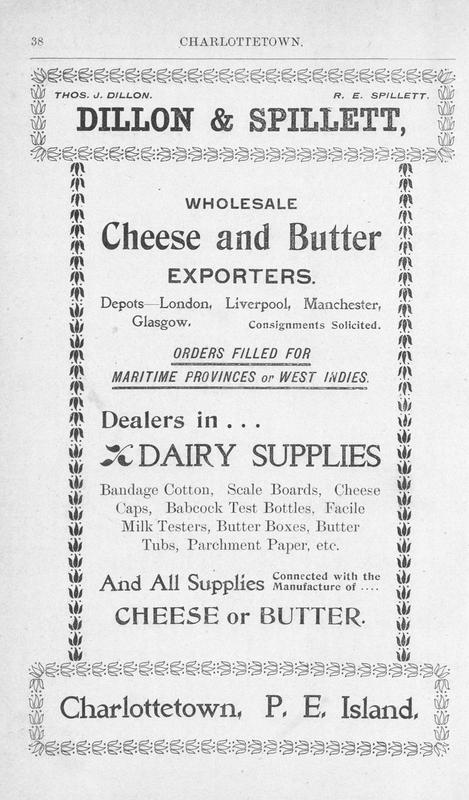 38
CHARLOTTETOWN.
THOS. J. DILLON. R. E. SPILLETT.
DILLON & SPILLETT,
WHOLESALE
Cheese and Butter
EXPORTERS.
Depots—London, Liverpool, Manchester,
Glasgow. Consignments Solicited.
ORDERS FILLED FOR
MARITIME PROVINCES or WEST INDIES.
Dealers in . . .
DAIRY SUPPLIES
Bandage Cotton, Scale Boards, Cheese
Caps, Babcock Test Bottles, Facile
Milk Testers, Butter Boxes, Butter
Tubs, Parchment Paper, etc.
And All Supplies Connected with the
Manufacture of ....
CHEESE or BUTTER.
Charlottetown, P. E. Island.